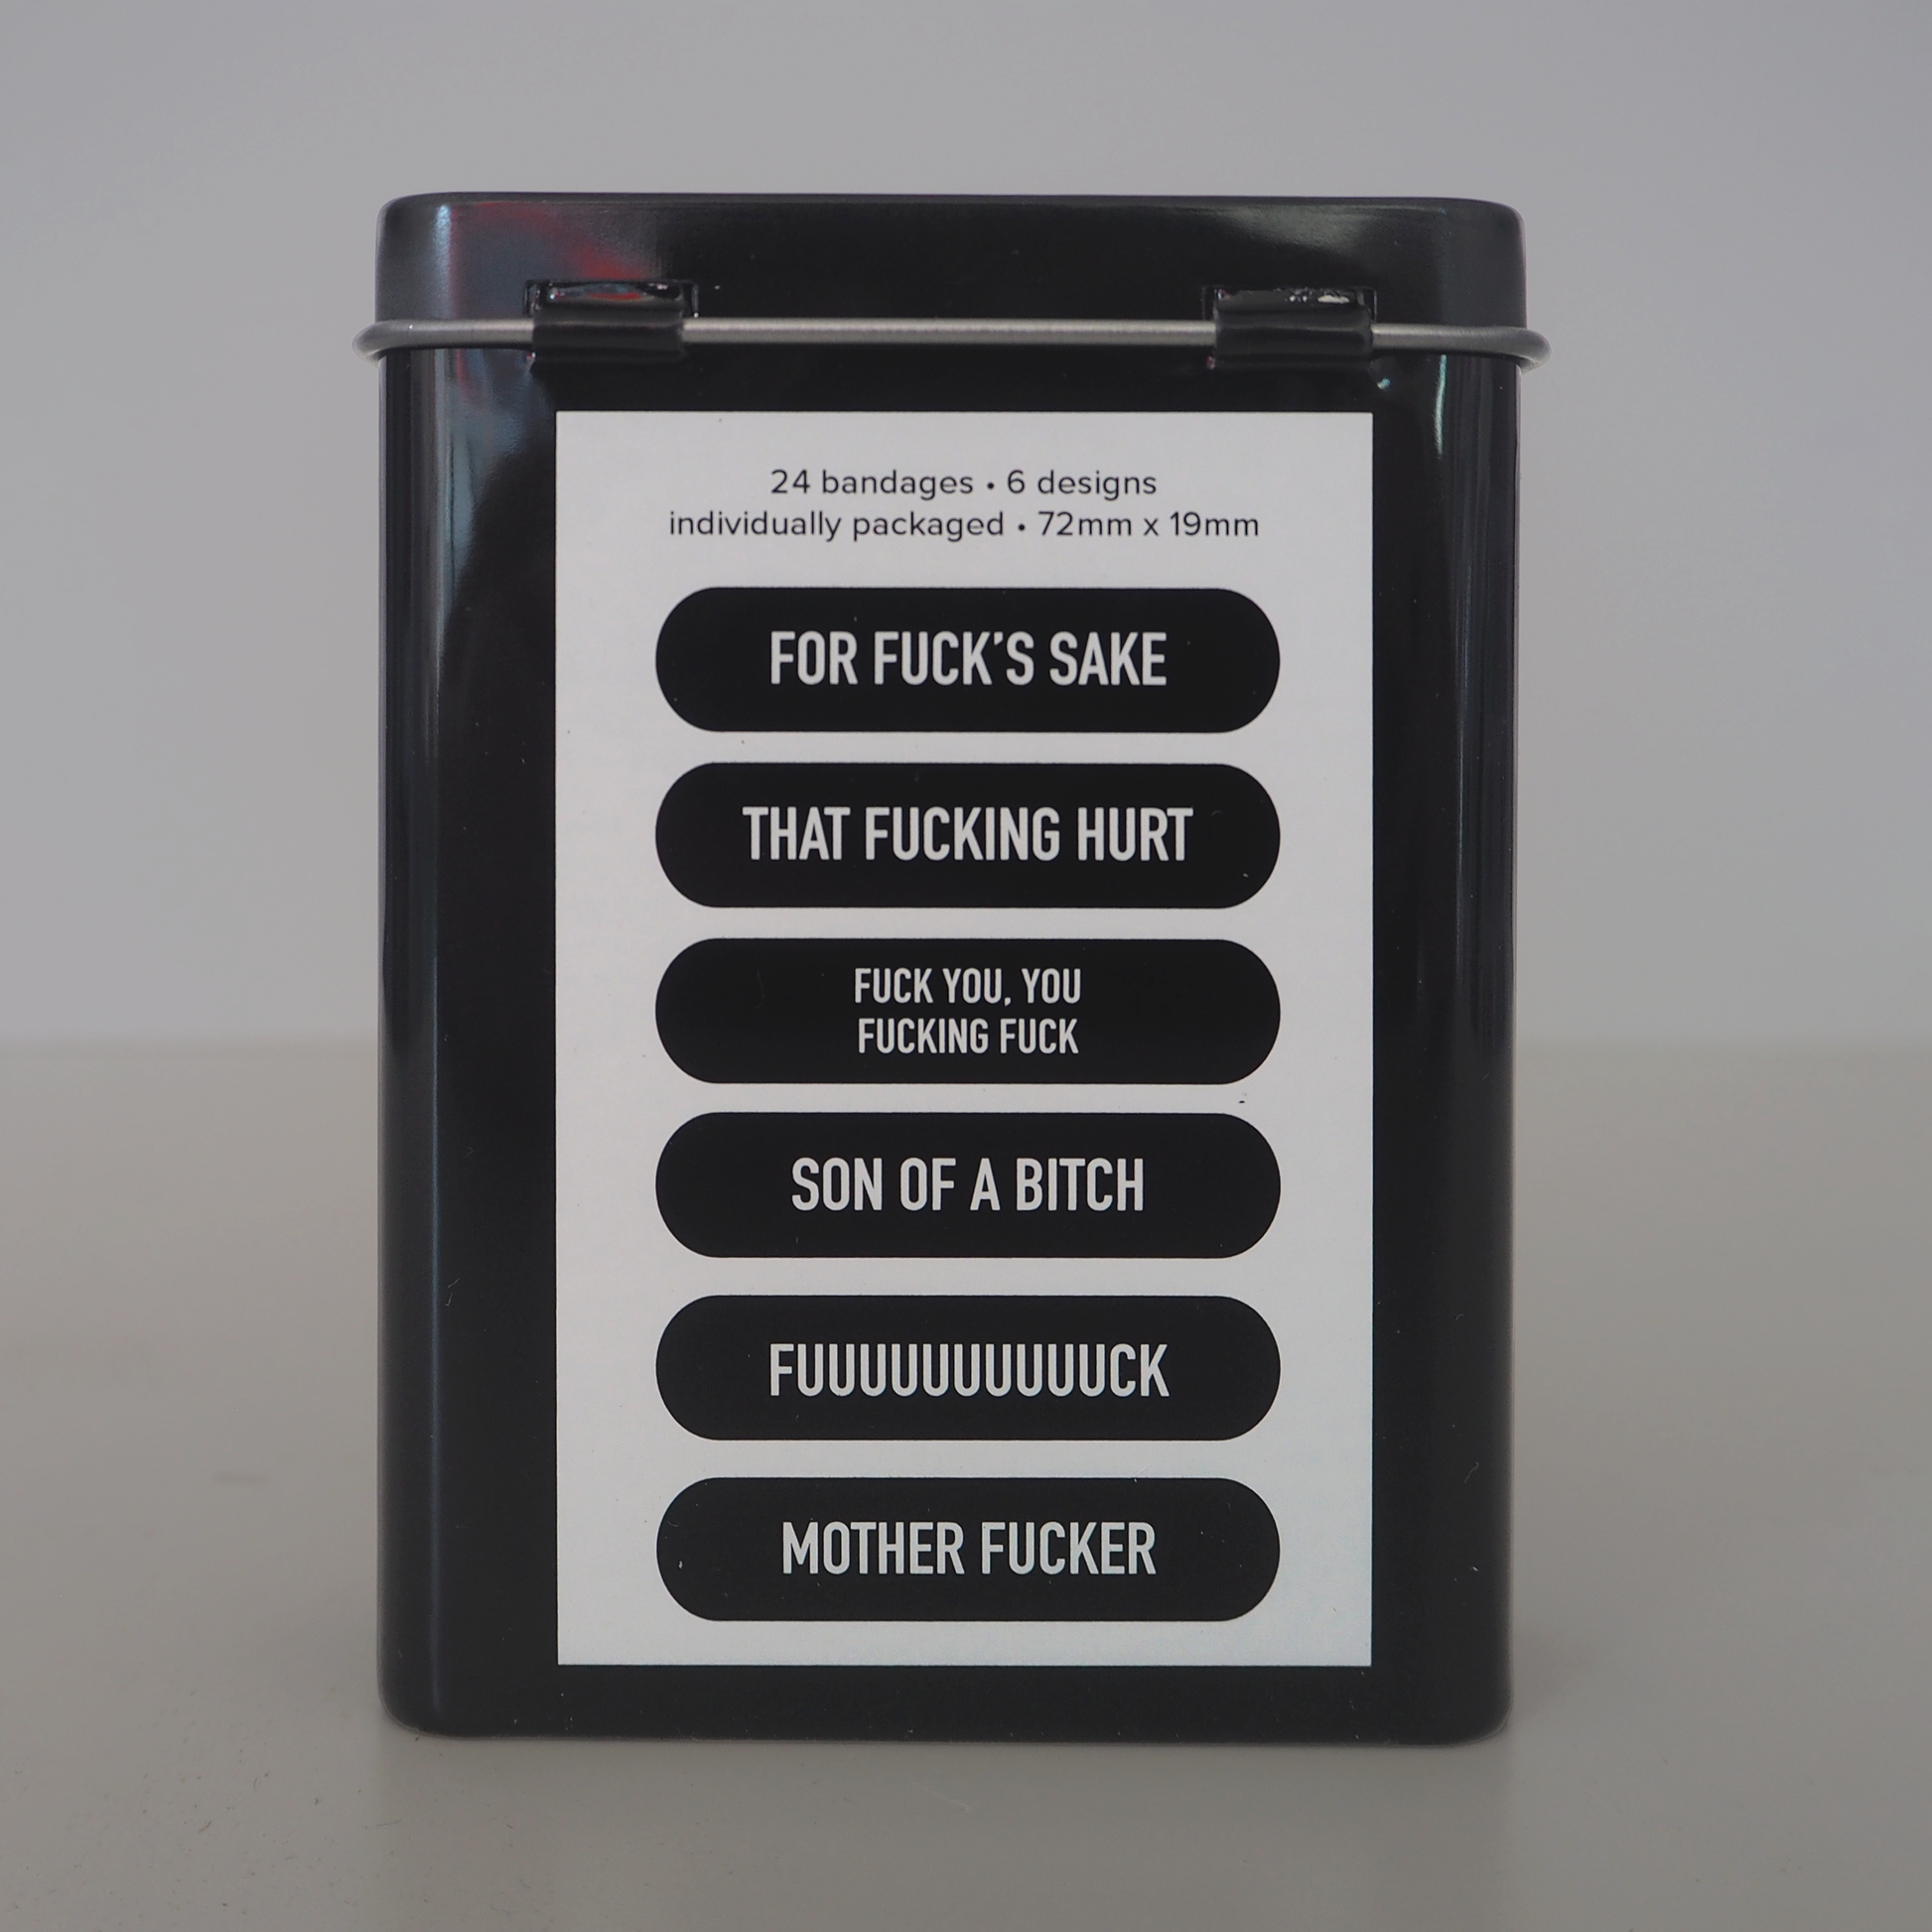 24 bandages • 6 designs
individually packaged • 72mm x 19mm
FOR FUCK'S SAKE
THAT FUCKING HURT
FUCK YOU, YOU
FUCKING FUCK
SON OF A BITCH
FUUUUUUUUUUCK
MOTHER FUCKER